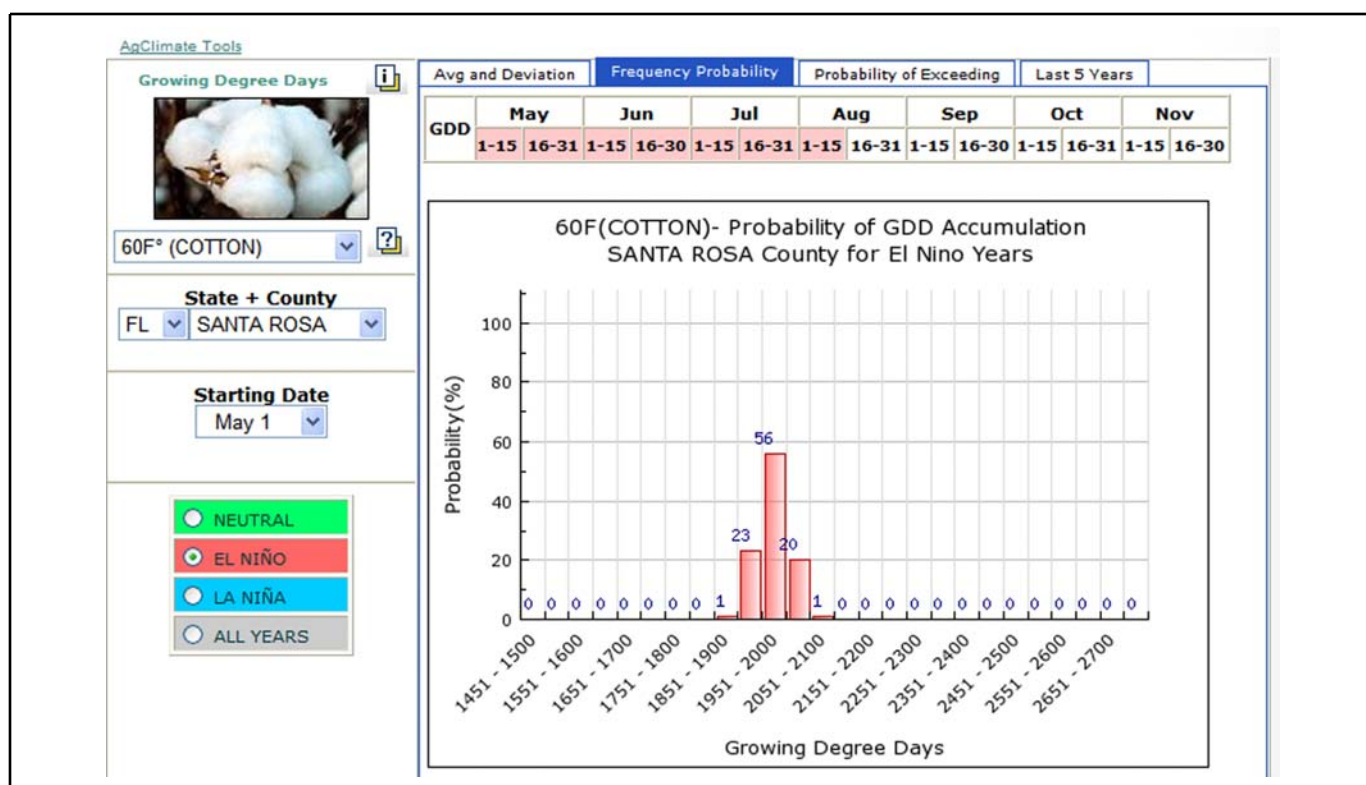 AgClimate Tools
Growing Degree Days
i
60F° (COTTON)
?
State + County
FL SANTA ROSA
Starting Date
May 1
NEUTRAL
EL NIÑO
LA NIÑA
ALL YEARS
Avg and Deviation Frequency Probability Probability of Exceeding Last 5 Years
GDD May Jun Jul Aug Sep Oct Nov
1-15 16-31 1-15 16-30 1-15 16-31 1-15 16-31 1-15 16-30 1-15 16-31 1-15 16-30
60F(COTTON)- Probability of GDD Accumulation
SANTA ROSA County for El Nino Years
Probability(%)
100
80
60
40
20
0
0 0 0 0 0 0 0 0 1 23 56 20 1 0 0 0 0 0 0 0 0 0 0 0 0 0
1451 - 1500 1551 - 1600 1651 - 1700 1751 - 1800 1851 - 1900 1951 - 2000 2051 - 2100 2151 - 2200 2251 - 2300 2351 - 2400 2451 - 2500 2551 - 2600 2651 - 2700
Growing Degree Days